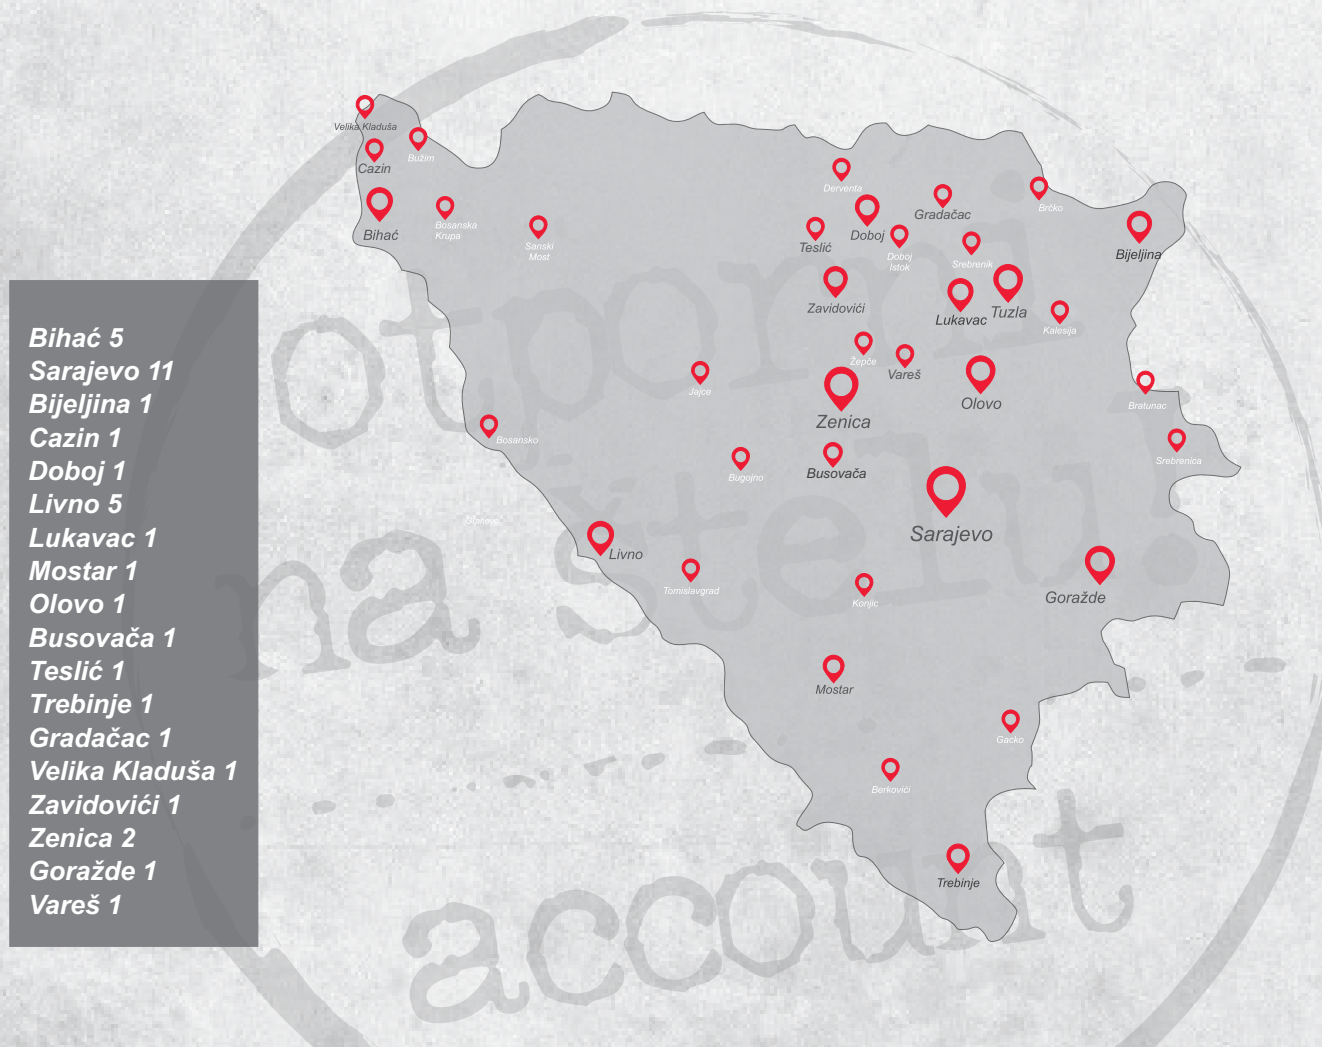 Velika Kladuša
Cazin
Bužim
Bihać
Bosanska
Krupa
Sanski
Most
Derventa
Doboj
Teslić
Doboj
Istok
Gradačac
Srebrenik
Brčko
Bijeljina
Zavidovići
Lukavac
Tuzla
Kalesija
Žepče
Vareš
Jajce
Zenica
Olovo
Bratunac
Bosansko
Bugojno
Busovača
Srebrenica
Sarajevo
Livno
Tomislavgrad
Konjic
Goražde
Mostar
Gacko
Berkovići
Trebinje
Bihać 5
Sarajevo 11
Bijeljina 1
Cazin 1
Doboj 1
Livno 5
Lukavac 1
Mostar 1
Olovo 1
Busovača 1
Teslić 1
Trebinje 1
Gradačac 1
Velika Kladuša 1
Zavidovići 1
Zenica 2
Goražde 1
Vareš 1
otporni
na štelu!
account